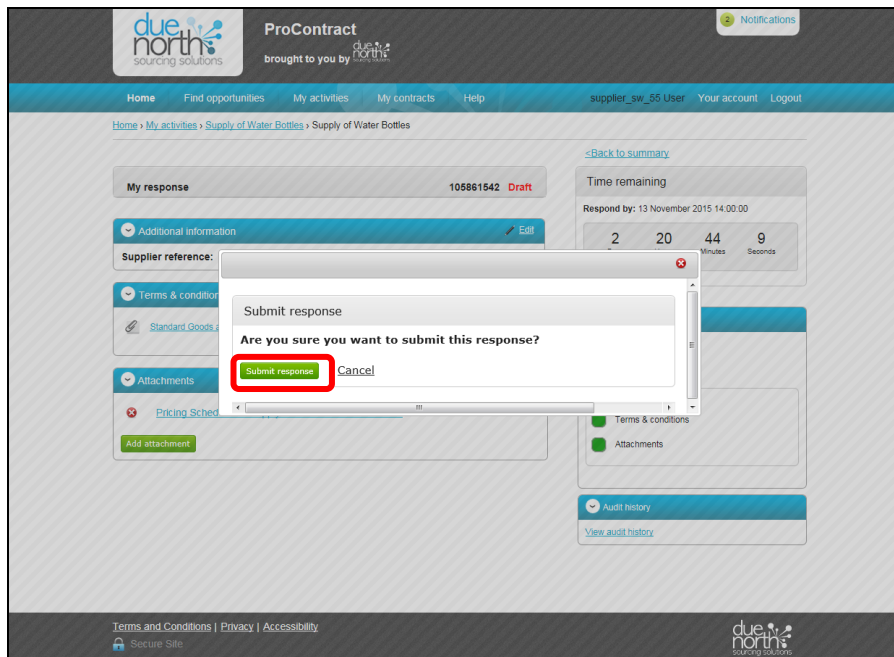 due north
sourcing solutions
ProContract
brought to you by due north sourcing solutions
2 Notifications
Home Find opportunities My activities My contracts Help supplier_sw_55 User Your account Logout
Home › My activities › Supply of Water Bottles › Supply of Water Bottles
<Back to summary
My response 105861542 Draft
Time remaining
Respond by: 13 November 2015 14:00:00
2 20 44 9
Minutes Seconds
Additional information Edit
Supplier reference:
Terms & condition
Standard Goods a
Submit response
Are you sure you want to submit this response?
Submit response Cancel
Attachments
Pricing Sched
Add attachment
Terms & conditions
Attachments
Audit history
View audit history
Terms and Conditions | Privacy | Accessibility
Secure Site
due north
sourcing solutions